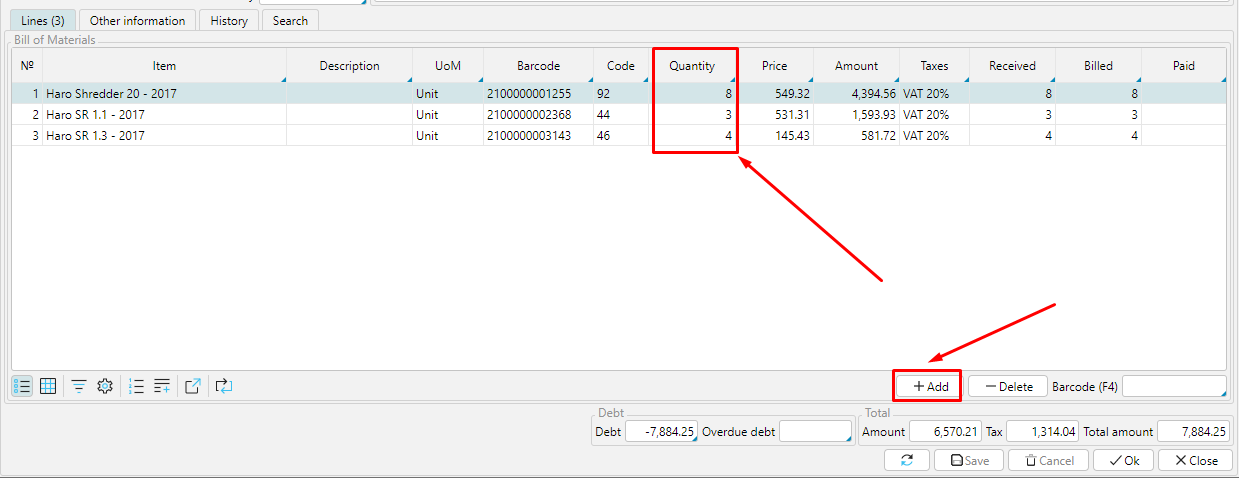 Lines (3) Other information History Search
Bill of Materials
Nº Item Description UoM Barcode Code Quantity Price Amount Taxes Received Billed Paid
1 Haro Shredder 20 - 2017 Unit 2100000001255 92 8 549.32 4,394.56 VAT 20% 8 8
2 Haro SR 1.1 - 2017 Unit 2100000002368 44 3 531.31 1,593.93 VAT 20% 3 3
3 Haro SR 1.3 - 2017 Unit 2100000003143 46 4 145.43 581.72 VAT 20% 4 4
Add Delete Barcode (F4)
Debt Total
Debt -7,884.25 Overdue debt Amount 6,570.21 Tax 1,314.04 Total amount 7,884.25
Save Cancel Ok Close